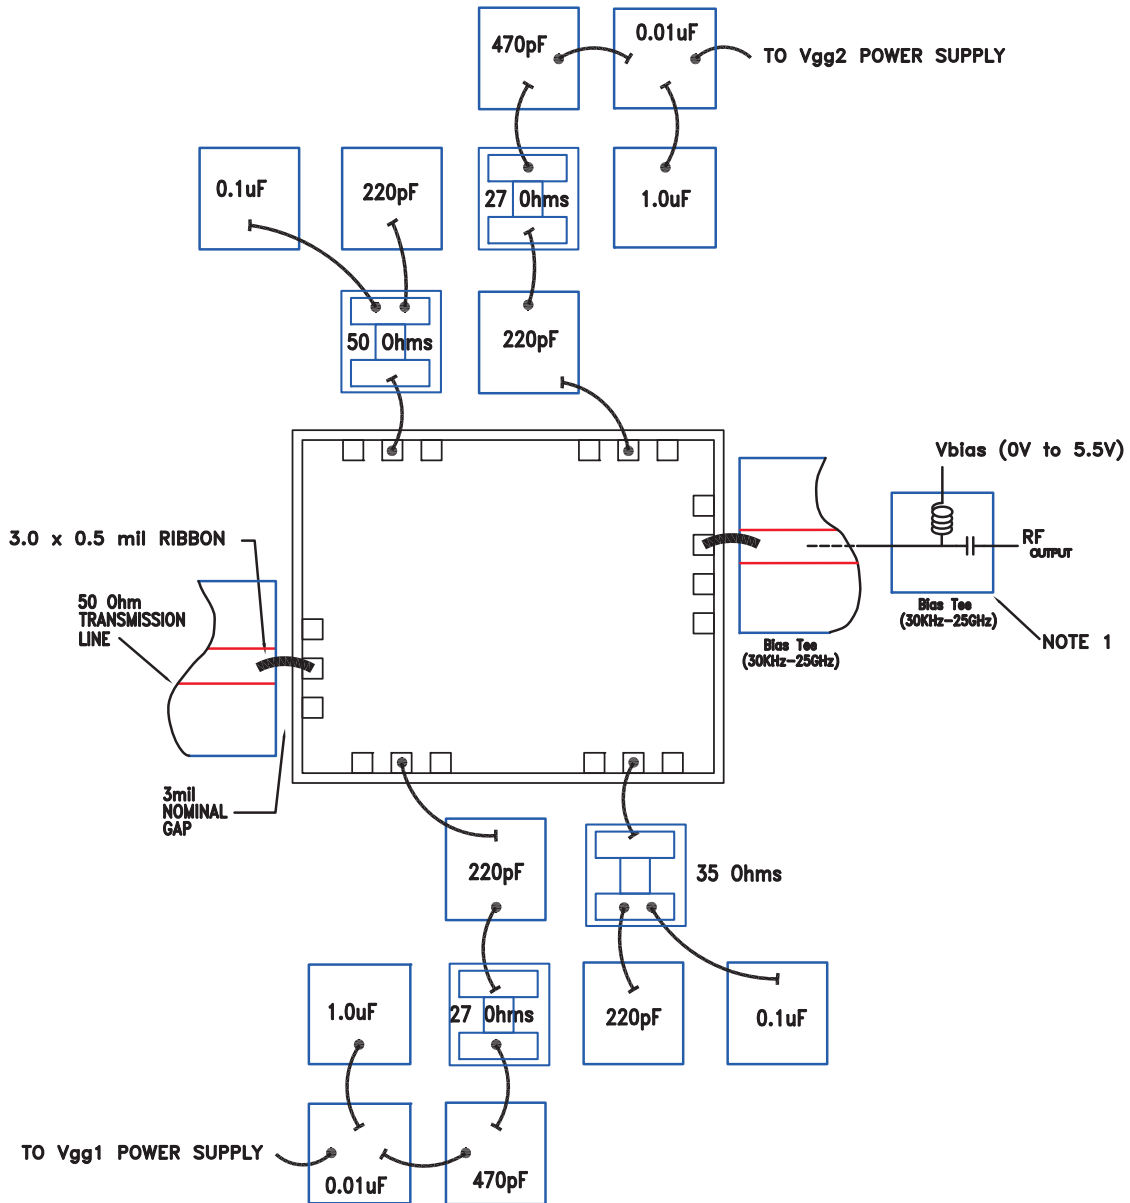 470pF
0.01uF
TO Vgg2 POWER SUPPLY
0.1uF
220pF
27 Ohms
1.0uF
50 Ohms
220pF
Vbias (0V to 5.5V)
3.0 x 0.5 mil RIBBON
RF
OUTPUT
50 Ohm
TRANSMISSION
LINE
Bias Tee
(30KHz-25GHz)
Bias Tee
(30KHz-25GHz)
NOTE 1
3mil
NOMINAL
GAP
220pF
35 Ohms
1.0uF
27 Ohms
220pF
0.1uF
TO Vgg1 POWER SUPPLY
0.01uF
470pF